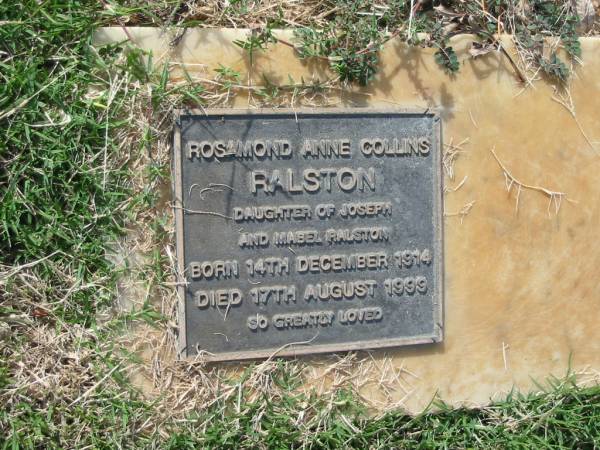 ROSAMOND ANNE COLLINS
RALSTON
DAUGHTER OF JOSEPH
AND MABEL RALSTON
BORN 14TH DECEMBER 1914
DIED 17TH AUGUST 1999
SO GREATLY LOVED